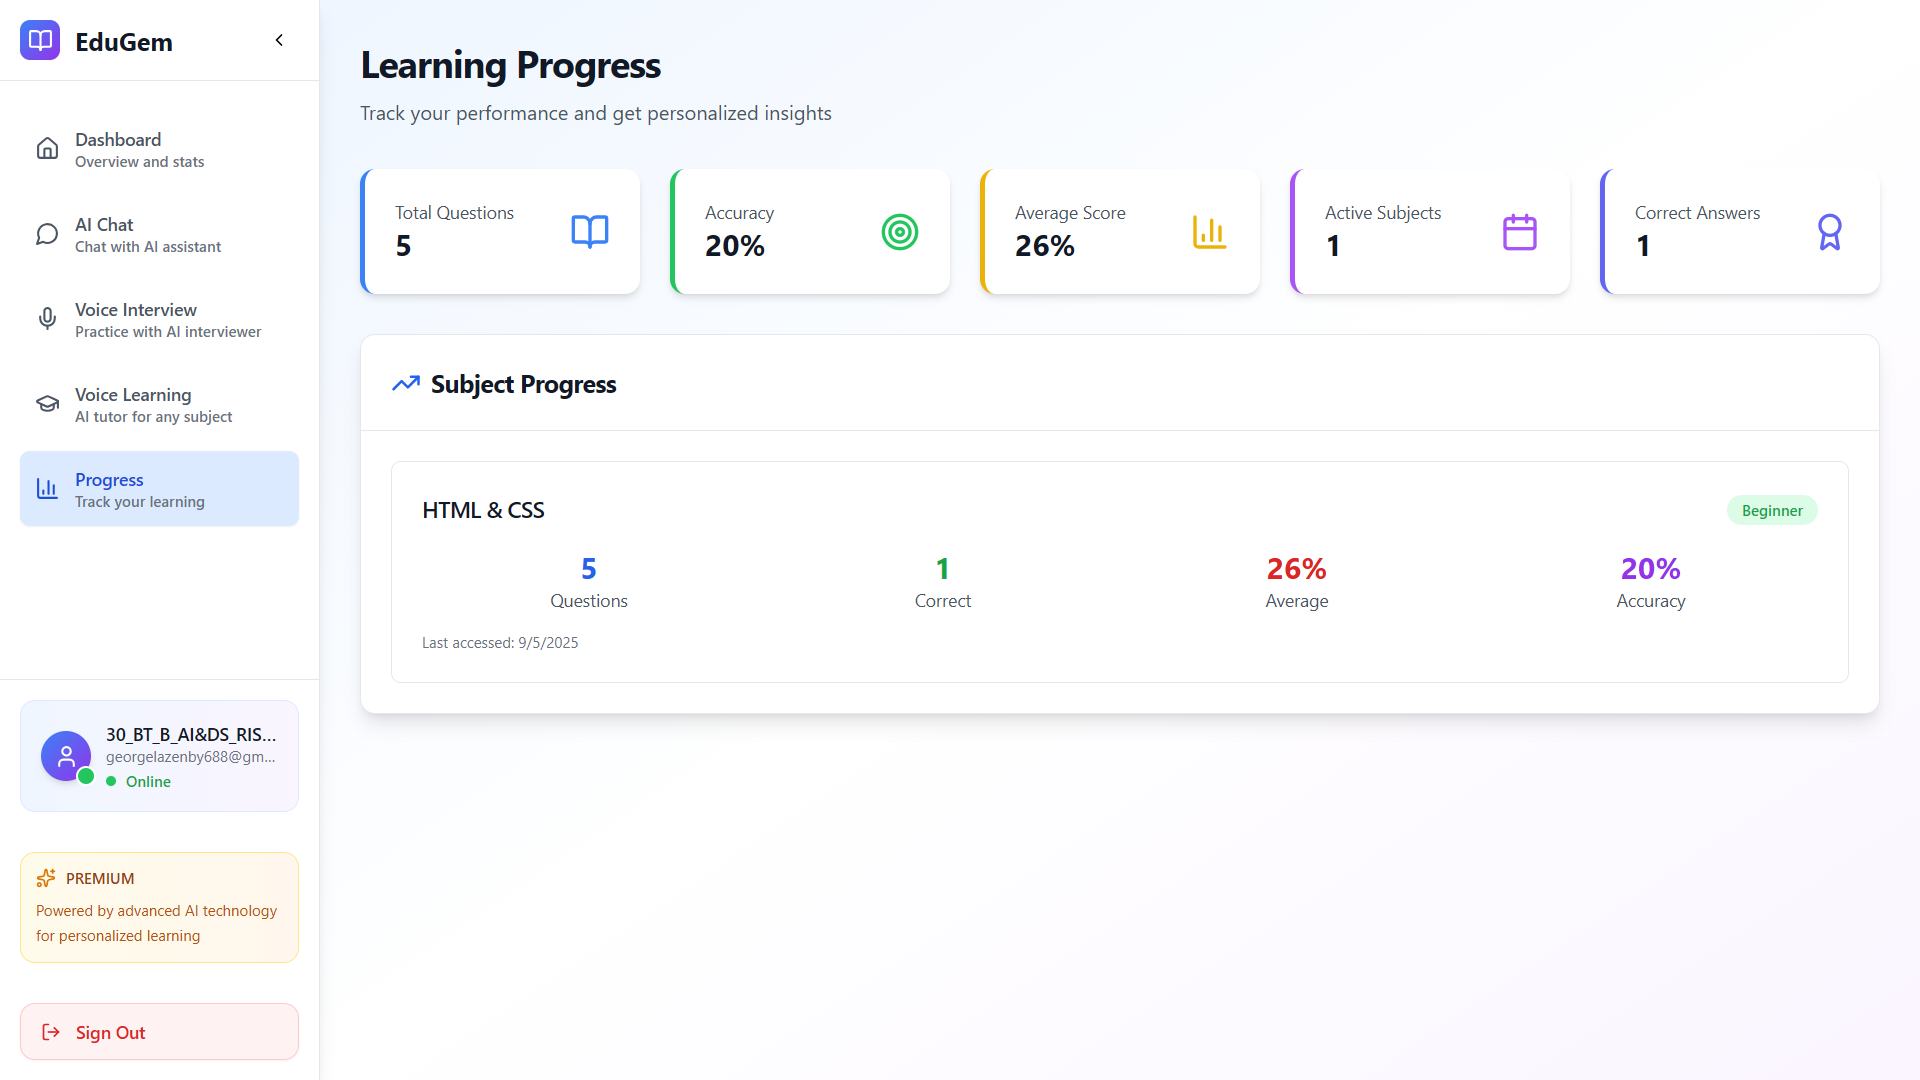 EduGem
Dashboard
Overview and stats
AI Chat
Chat with AI assistant
Voice Interview
Practice with AI interviewer
Voice Learning
AI tutor for any subject
Progress
Track your learning
30_BT_B_AI&DS_RIS...
georgelazenby688@gm...
Online
PREMIUM
Powered by advanced AI technology
for personalized learning
Sign Out
Learning Progress
Track your performance and get personalized insights
Total Questions
5
Accuracy
20%
Average Score
26%
Active Subjects
1
Correct Answers
1
Subject Progress
HTML & CSS
Beginner
5
Questions
1
Correct
26%
Average
20%
Accuracy
Last accessed: 9/5/2025